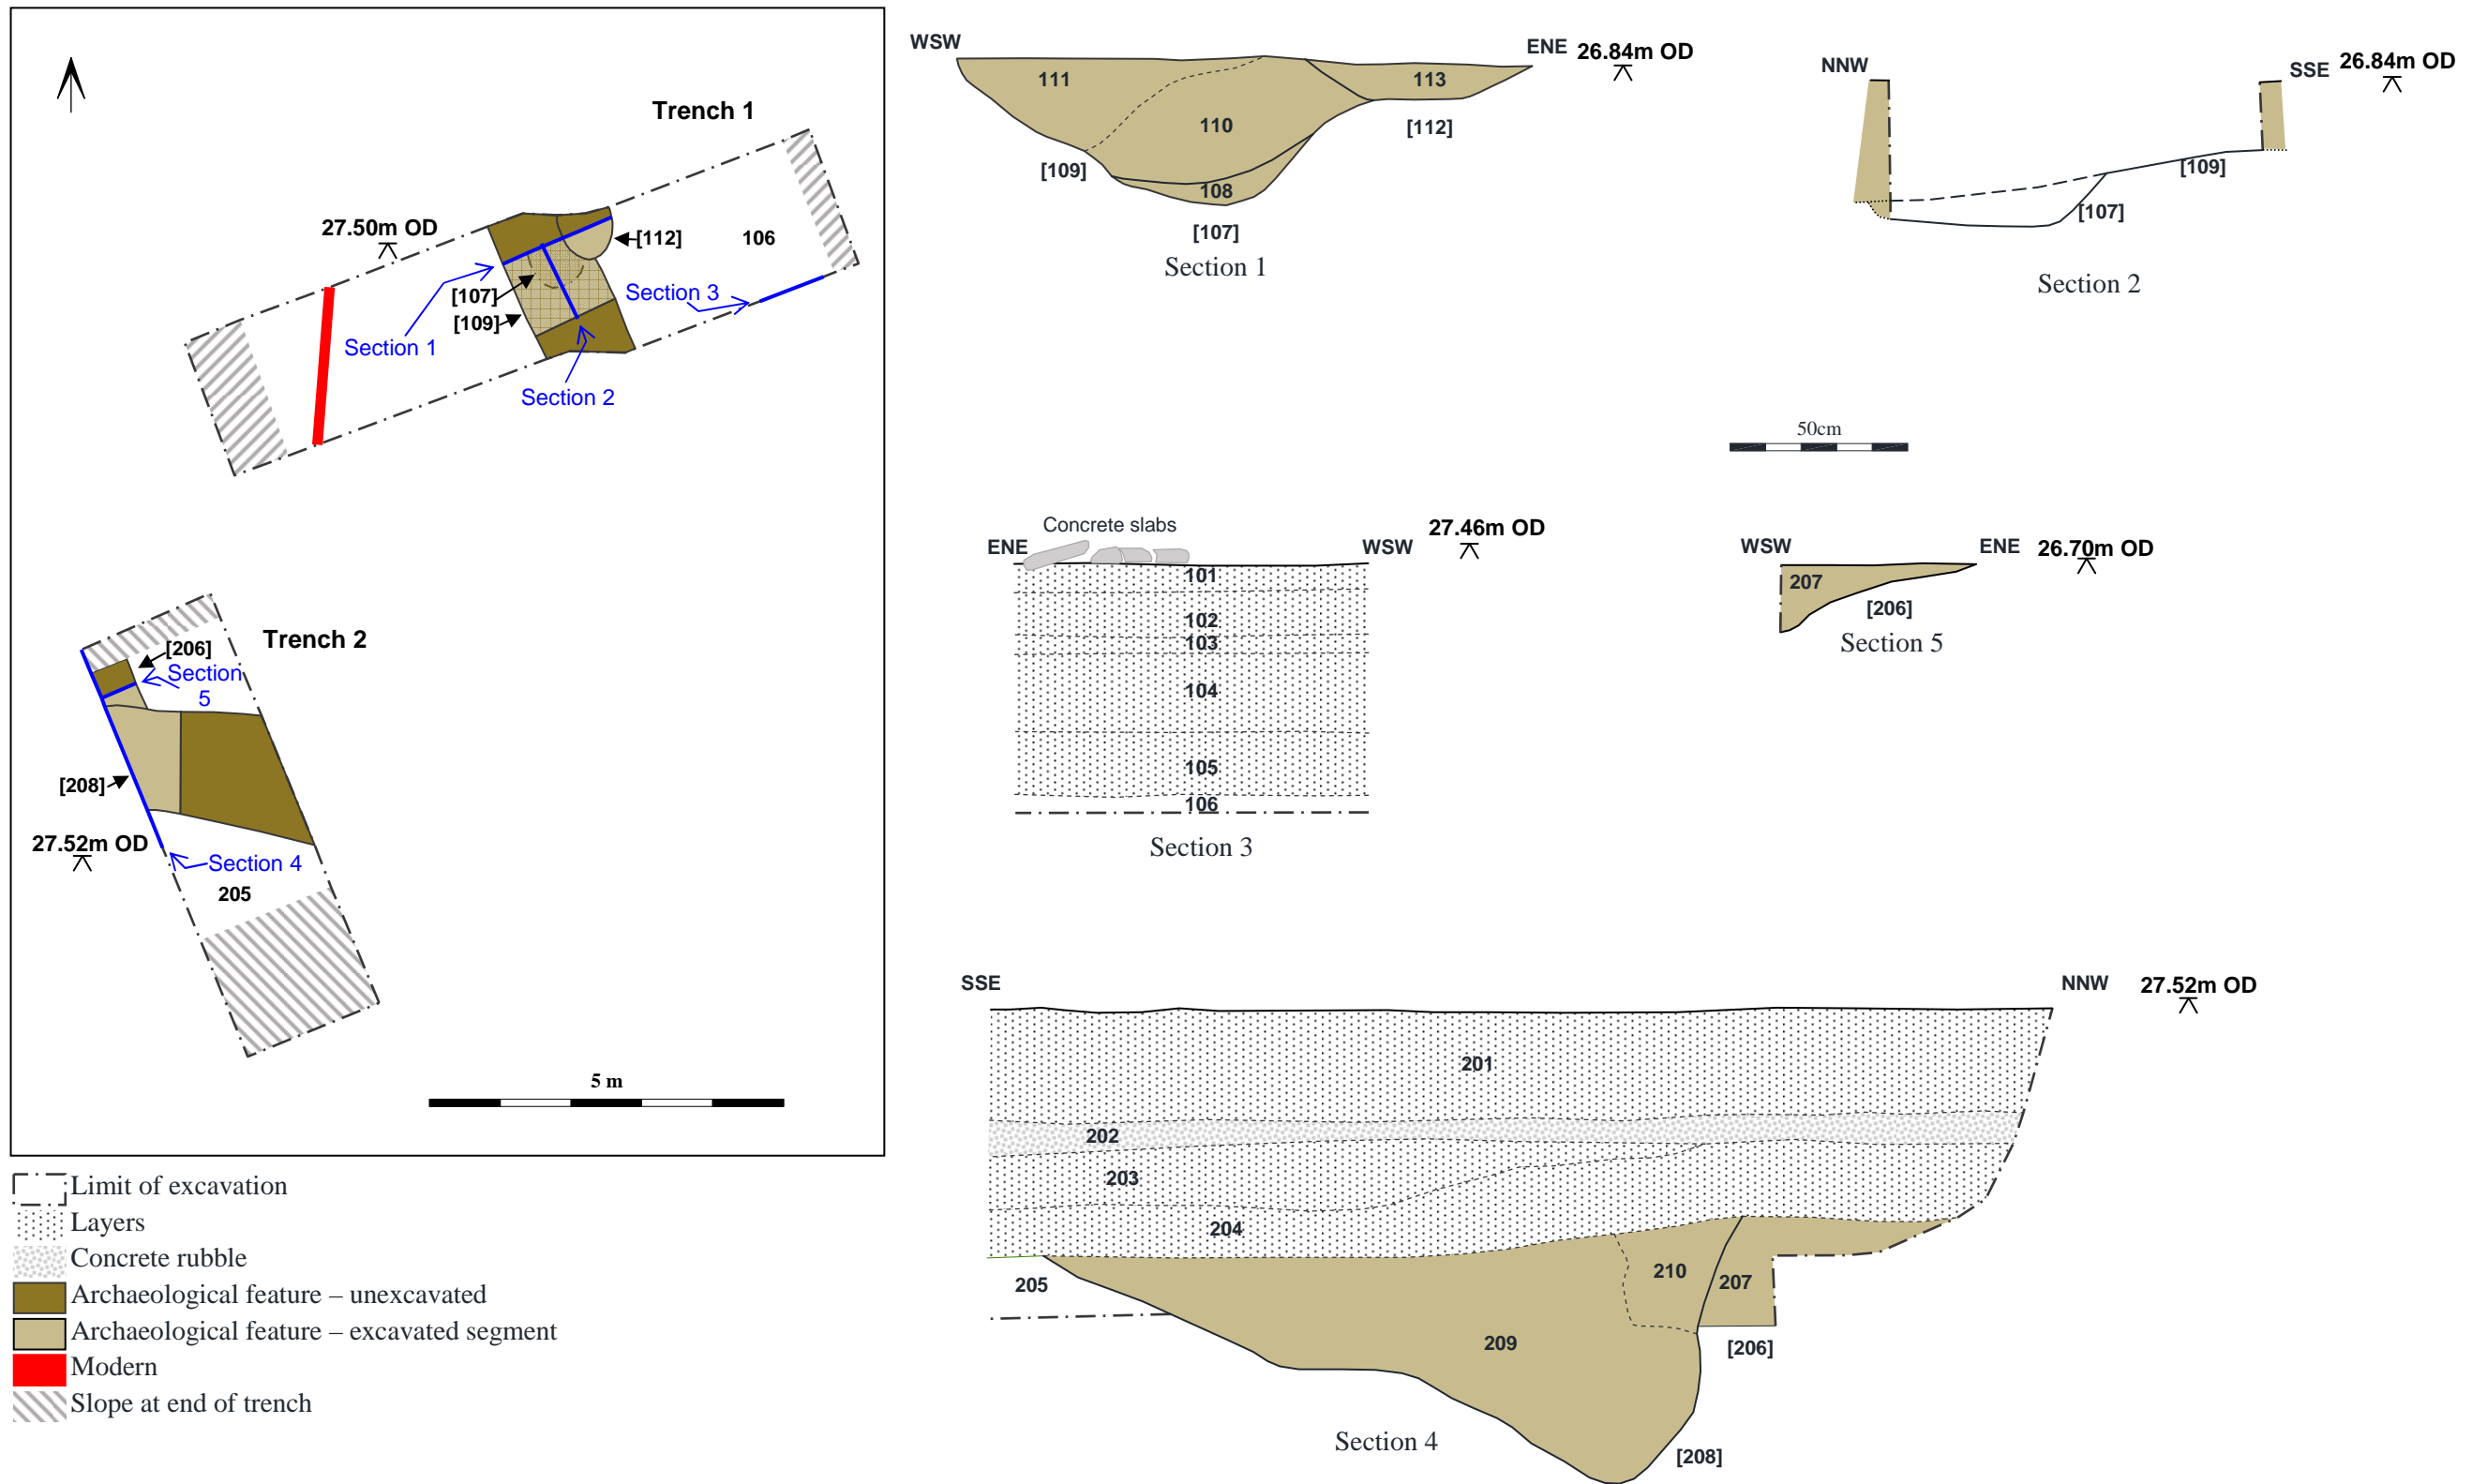 Trench 1
27.50m OD
[112]
106
[107]
[109]
Section 3
Section 1
Section 2
Trench 2
[206]
Section
5
[208]
27.52m OD
Section 4
205
5 m
Limit of excavation
Layers
Concrete rubble
Archaeological feature – unexcavated
Archaeological feature – excavated segment
Modern
Slope at end of trench
WSW
ENE
26.84m OD
111
113
110
[112]
[109]
108
[107]
Section 1
NNW
SSE
26.84m OD
[109]
[107]
Section 2
50cm
Concrete slabs
ENE
WSW
27.46m OD
101
102
103
104
105
106
Section 3
WSW
ENE
26.70m OD
207
[206]
Section 5
SSE
NNW
27.52m OD
201
202
203
204
205
210
207
209
[206]
Section 4
[208]